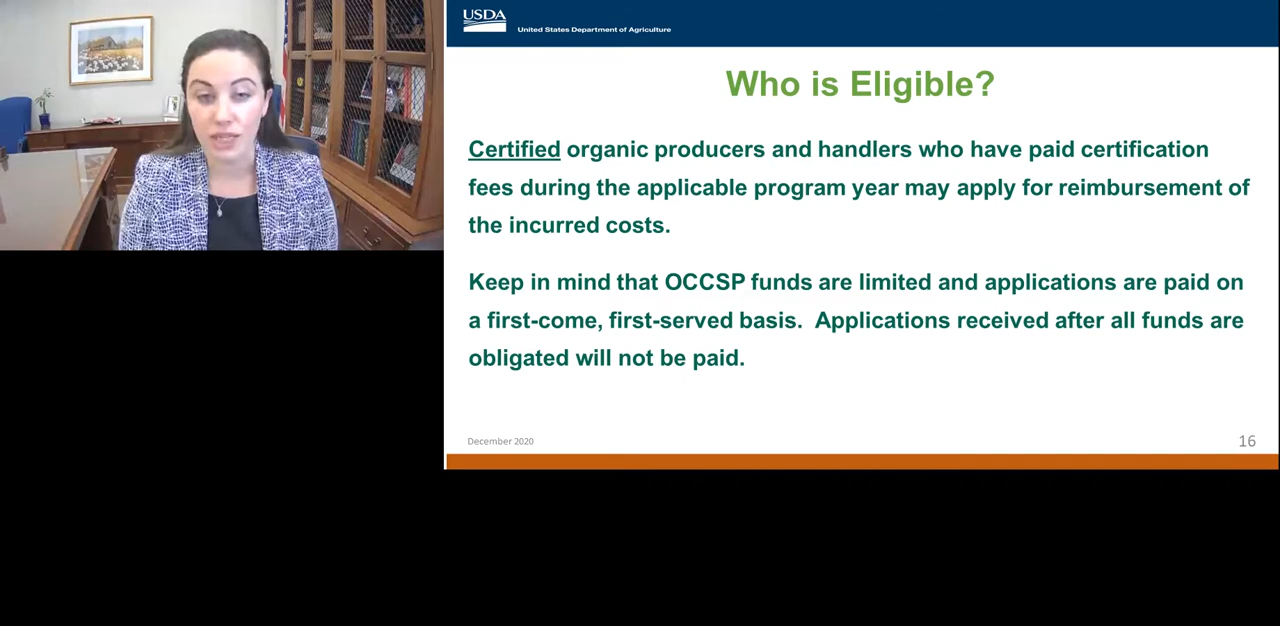 USDA
United States Department of Agriculture
Who is Eligible?
Certified organic producers and handlers who have paid certification
fees during the applicable program year may apply for reimbursement of
the incurred costs.
Keep in mind that OCCSP funds are limited and applications are paid on
a first-come, first-served basis.  Applications received after all funds are
obligated will not be paid.
December 2020
16